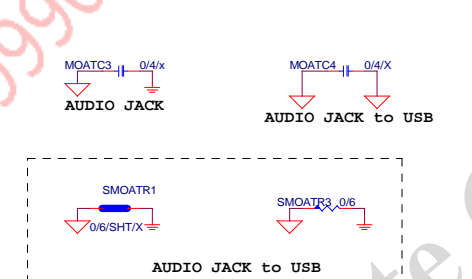 MOATC3 0/4/x
AUDIO JACK
MOATC4 0/4/X
AUDIO JACK to USB
SMOATR1
0/6/SHT/X
SMOATR3 0/6
AUDIO JACK to USB